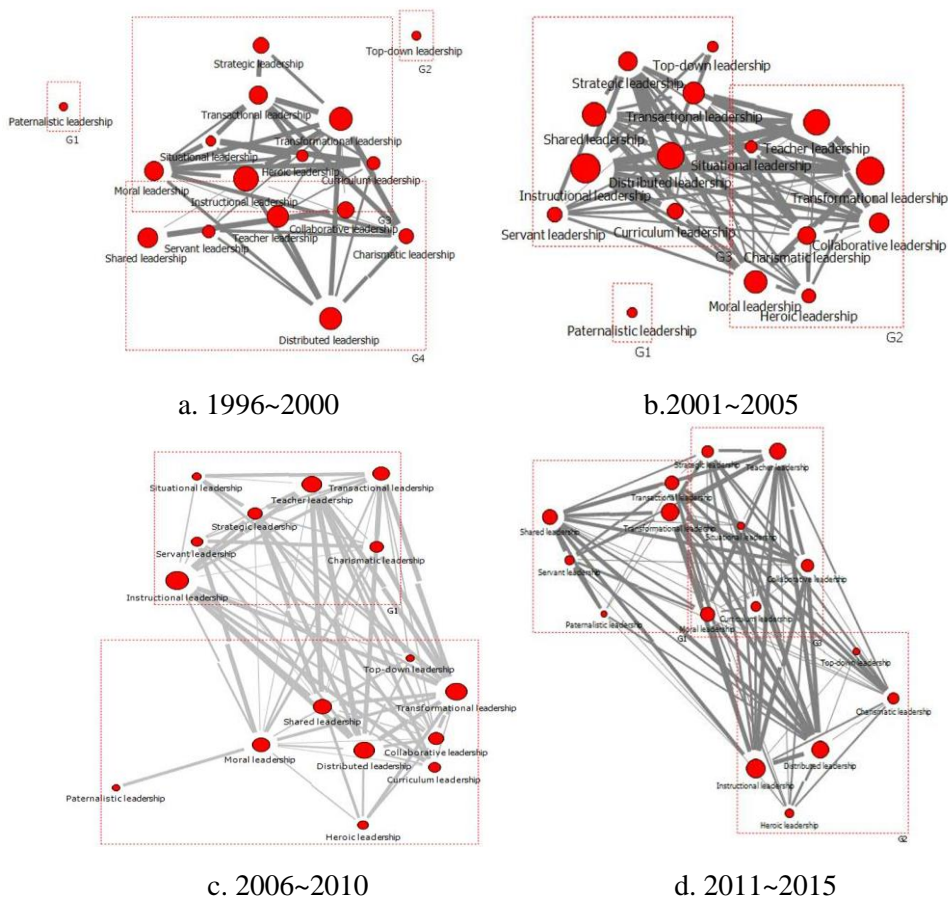 Top-down leadership
G2
Strategic leadership
Paternalistic leadership
G1
Transactional leadership
Transformational leadership
Situational leadership
Heroic leadership
Curriculum leadership
Moral leadership
Instructional leadership
G3
Collaborative leadership
Teacher leadership
Servant leadership
Shared leadership
Charismatic leadership
Distributed leadership
G4
a. 1996~2000
Top-down leadership
Strategic leadership
Transactional leadership
Shared leadership
Teacher leadership
Situational leadership
Distributed leadership
Instructional leadership
Transformational leadership
Servant leadership
Curriculum leadership
Collaborative leadership
G3
Charismatic leadership
Moral leadership
Heroic leadership
Paternalistic leadership
G2
G1
b.2001~2005
Situational leadership
Transactional leadership
Teacher leadership
Strategic leadership
Servant leadership
Charismatic leadership
Instructional leadership
G1
Top-down leadership
Transformational leadership
Shared leadership
Collaborative leadership
Moral leadership
Distributed leadership
Curriculum leadership
Paternalistic leadership
Heroic leadership
c. 2006~2010
Strategic leadership
Teacher leadership
Transactional leadership
Shared leadership
Transformational leadership
Situational leadership
Servant leadership
Collaborative leadership
Paternalistic leadership
Curriculum leadership
Moral leadership
G1
G3
Top-down leadership
Charismatic leadership
Distributed leadership
Instructional leadership
Heroic leadership
G2
d. 2011~2015